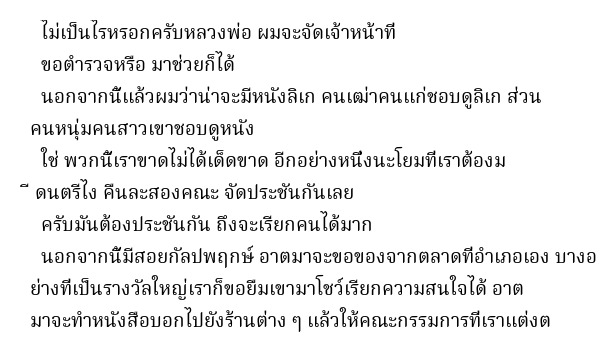 ไม่เป็นไรหรอกครับหลวงพ่อ ผมจะจัดเจ้าหน้าที่
ขอตำรวจหรือ มาช่วยก็ได้
นอกจากนี้แล้วผมว่าน่าจะมีหนังลิเก คนเฒ่าคนแก่ชอบดูลิเก ส่วน
คนหนุ่มคนสาวเขาชอบดูหนัง
ใช่ พวกนี้เราขาดไม่ได้เด็ดขาด อีกอย่างหนึ่งนะโยมที่เราต้องม
ี ดนตรีไง คืนละสองคณะ จัดประชันกันเลย
ครับมันต้องประชันกัน ถึงจะเรียกคนได้มาก
นอกจากนี้มีสอยกัลปพฤกษ์ อาตมาจะขอของจากตลาดที่อำเภอเอง บางอ
ย่างที่เป็นรางวัลใหญ่เราก็ขอยืมเขามาโชว์เรียกความสนใจได้ อาต
มาจะทำหนังสือบอกไปยังร้านต่าง ๆ แล้วให้คณะกรรมการที่เราแต่งต